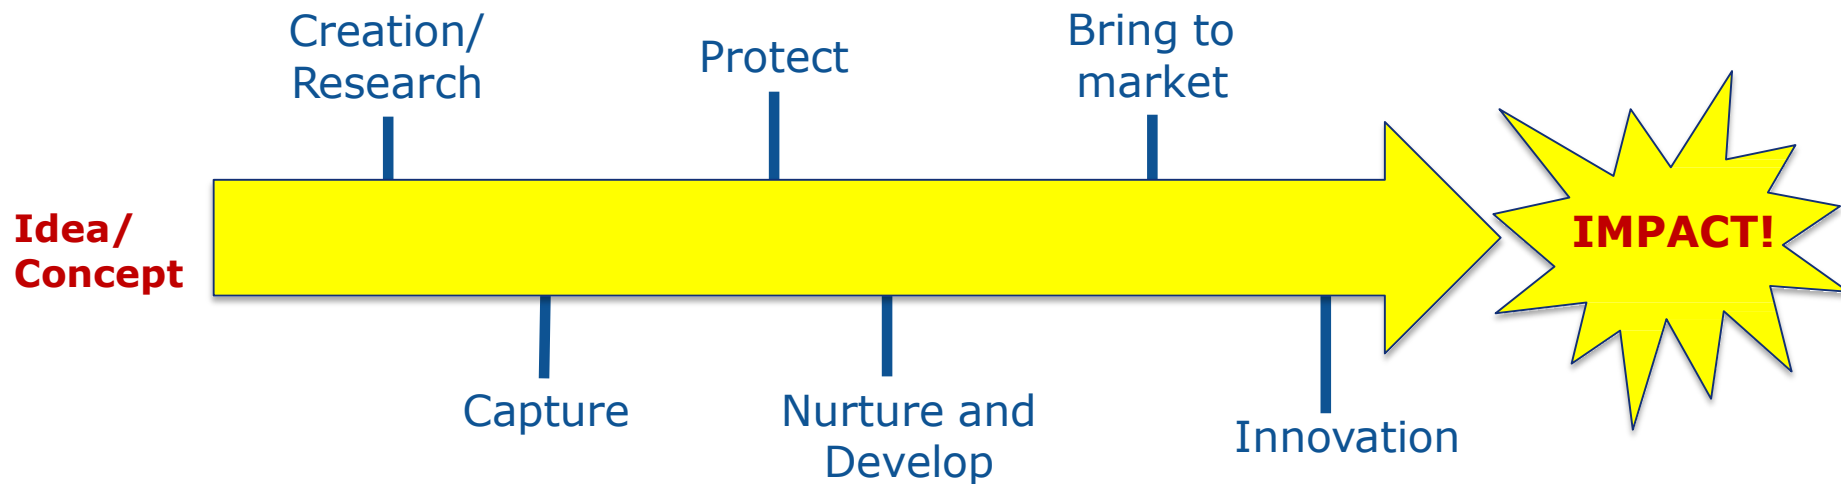 Creation/
Research
Protect
Bring to
market
Idea/
Concept
IMPACT!
Capture
Nurture and
Develop
Innovation